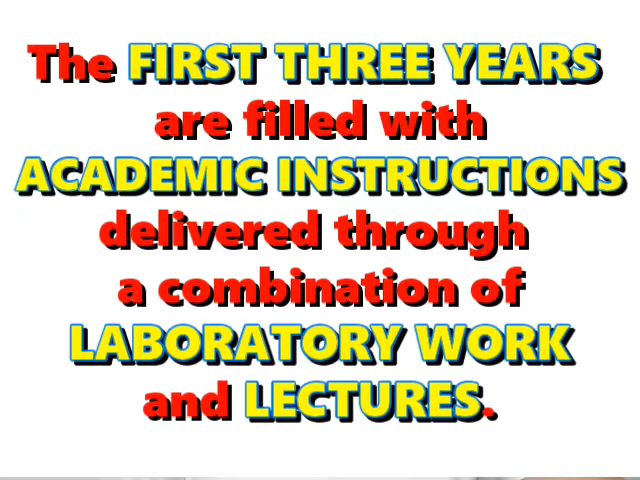 The FIRST THREE YEARS
are filled with
ACADEMIC INSTRUCTIONS
delivered through
a combination of
LABORATORY WORK
and LECTURES.